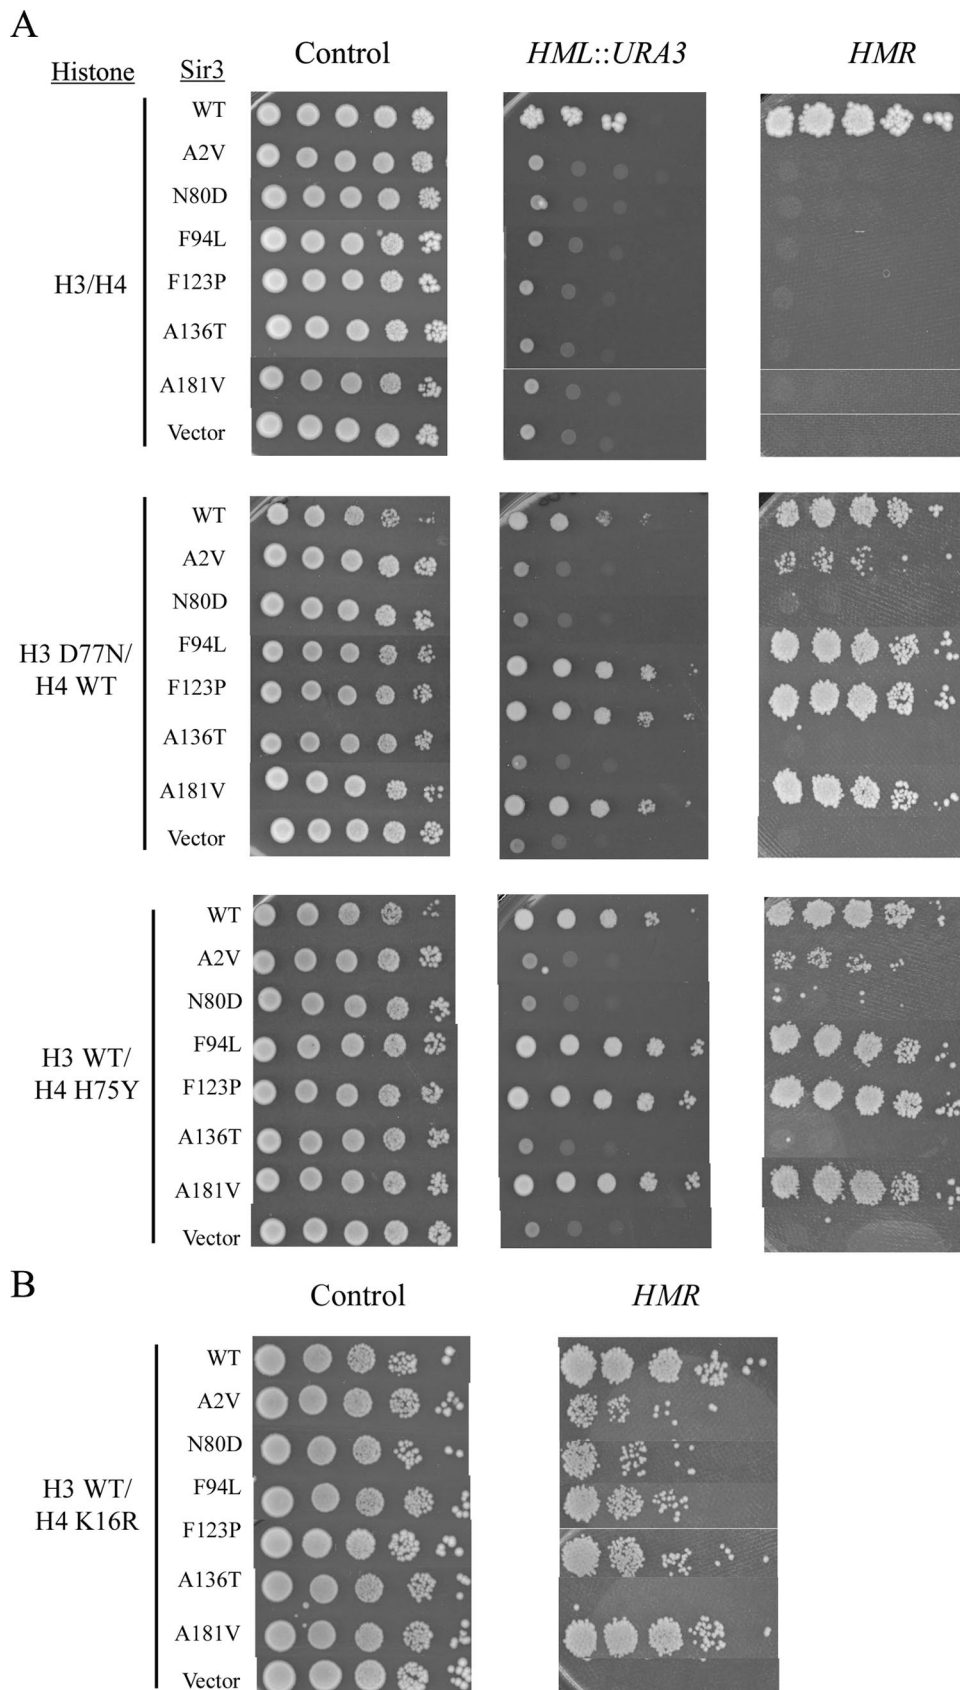 A
Control HML::URA3 HMR
Histone Sir3
WT
A2V
N80D
F94L
H3/H4
F123P
A136T
A181V
Vector
WT
A2V
N80D
F94L
H3 D77N/
H4 WT
F123P
A136T
A181V
Vector
WT
A2V
N80D
F94L
H3 WT/
H4 H75Y
F123P
A136T
A181V
Vector
B
Control HMR
WT
A2V
N80D
F94L
H3 WT/
H4 K16R
F123P
A136T
A181V
Vector